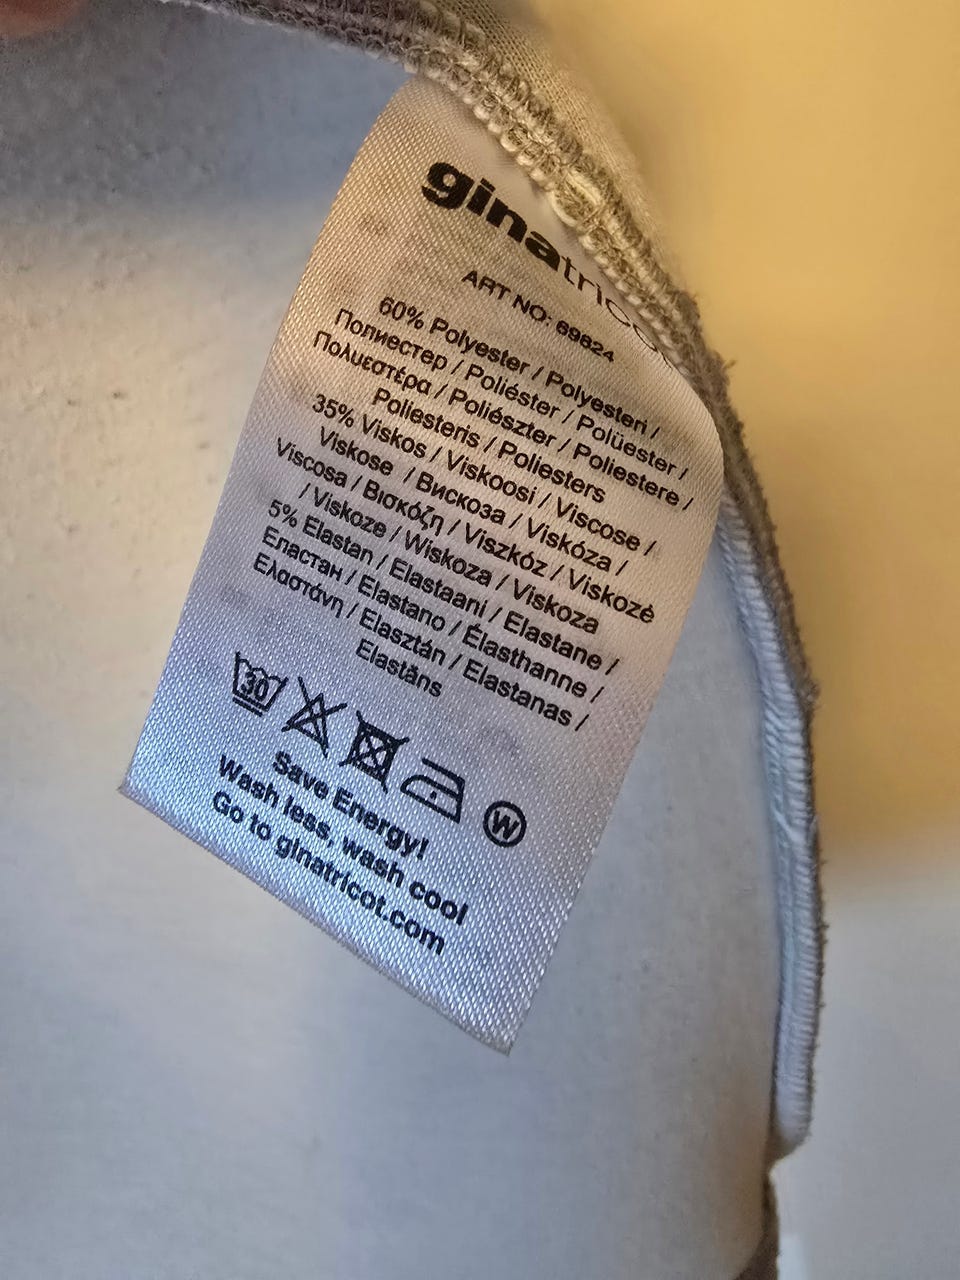 ginatrico
ART NO: 69824
60% Polyester / Polyesteri /
Полиестер / Poliéster / Polüester /
Πολυεστέρα / Poliészter / Poliestere /
Poliesteris / Poliesters
35% Viskos / Viskoosi / Viscose /
Viskose / Вискоза / Viskóza /
Viscosa / Βισκόζη / Viszkóz / Viskozė
/ Viskoze / Wiskoza / Viskoza
5% Elastan / Elastaani / Elastane /
Еластан / Elastano / Élasthanne /
Ελαστάνη / Elasztán / Elastanas /
Elastāns
30
W
Save Energy!
Wash less, wash cool
Go to ginatricot.com